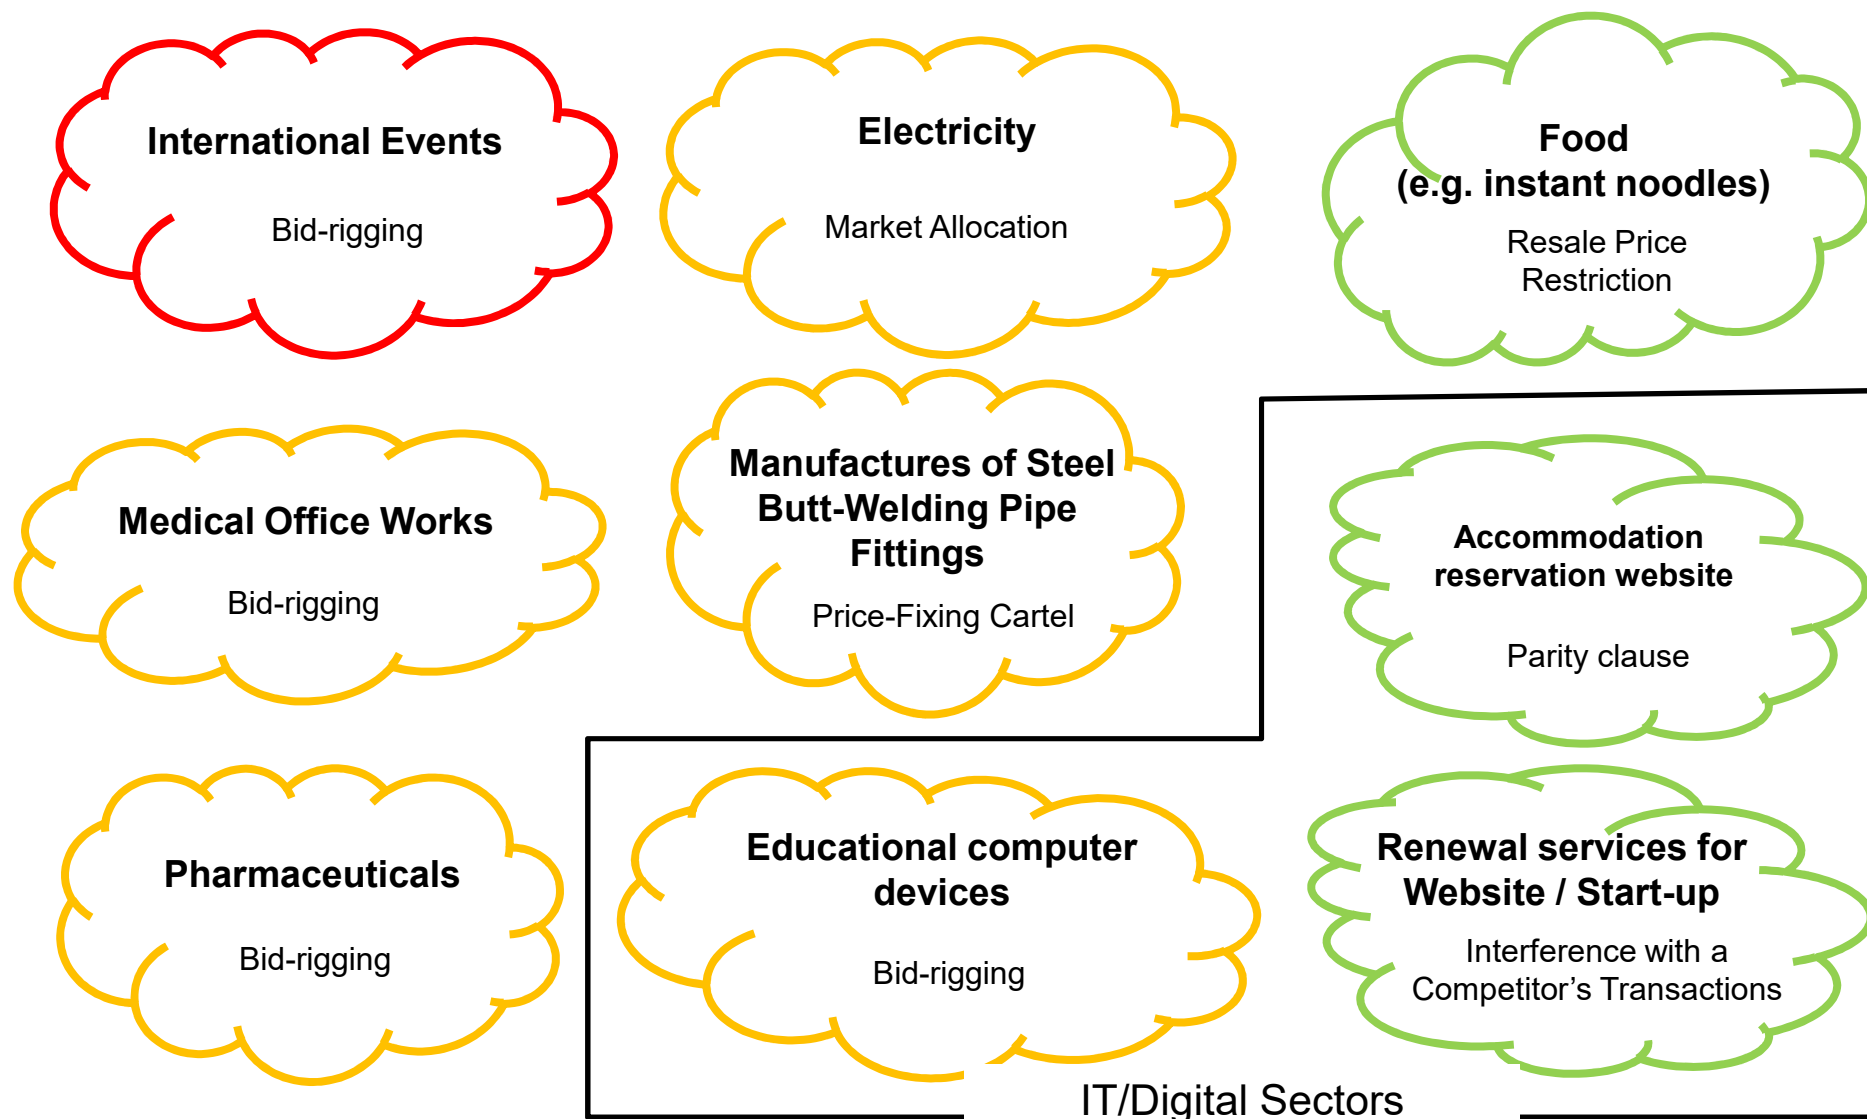 International Events
Bid-rigging
Electricity
Market Allocation
Food
(e.g. instant noodles)
Resale Price
Restriction
Medical Office Works
Bid-rigging
Manufactures of Steel
Butt-Welding Pipe
Fittings
Price-Fixing Cartel
Accommodation
reservation website
Parity clause
Pharmaceuticals
Bid-rigging
Educational computer
devices
Bid-rigging
Renewal services for
Website / Start-up
Interference with a
Competitor’s Transactions
IT/Digital Sectors